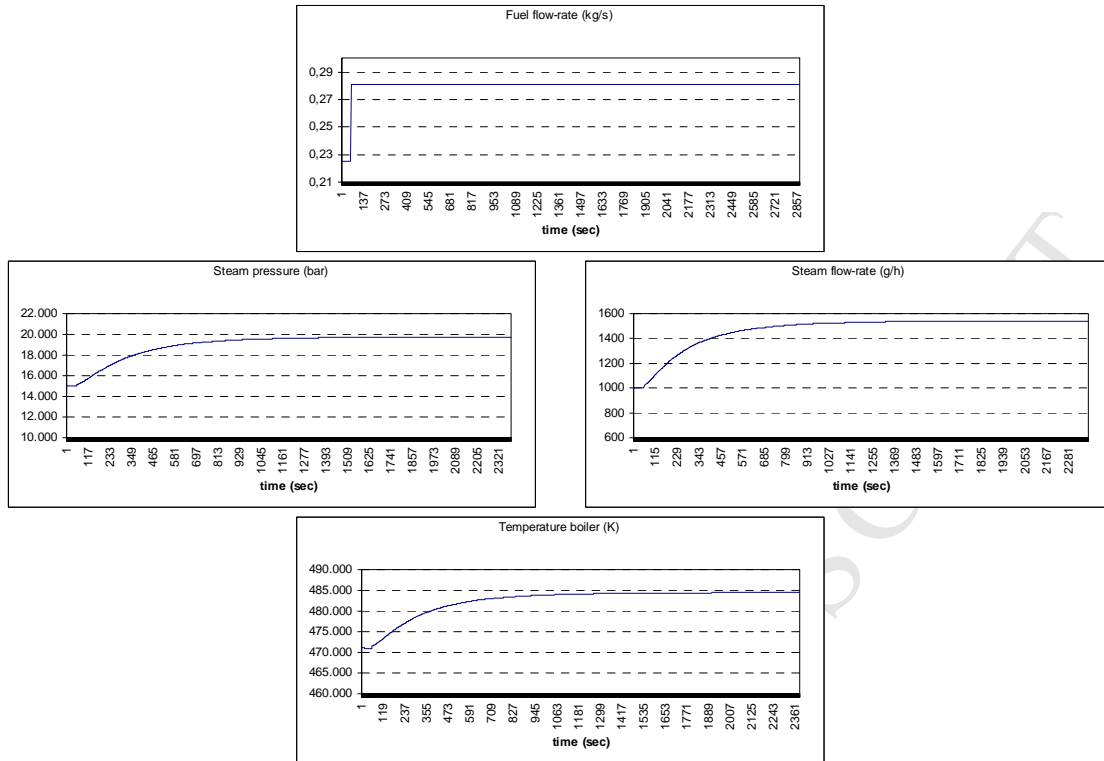 Fuel flow-rate (kg/s)
0,29
0,27
0,25
0,23
0,21
1 137 273 409 545 681 817 953 1089 1225 1361 1497 1633 1769 1905 2041 2177 2313 2449 2585 2721 2857
time (sec)
Steam pressure (bar)
22.000
20.000
18.000
16.000
14.000
12.000
10.000
1 117 233 349 465 581 697 813 929 1045 1161 1277 1393 1509 1625 1741 1857 1973 2089 2205 2321
time (sec)
Steam flow-rate (g/h)
1600
1400
1200
1000
800
600
1 115 229 343 457 571 685 799 913 1027 1141 1255 1369 1483 1597 1711 1825 1939 2053 2167 2281
time (sec)
Temperature boiler (K)
490.000
485.000
480.000
475.000
470.000
465.000
460.000
1 119 237 355 473 591 709 827 945 1063 1181 1299 1417 1535 1653 1771 1889 2007 2125 2243 2361
time (sec)